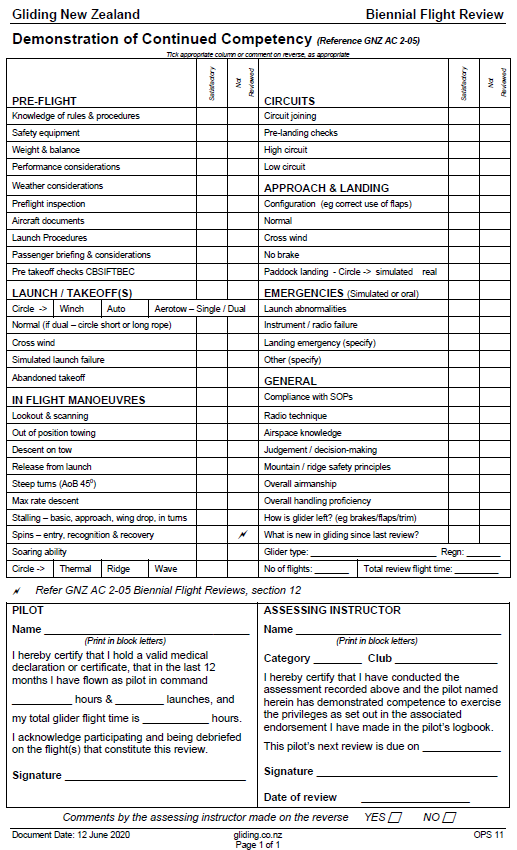 Gliding New Zealand Biennial Flight Review
Demonstration of Continued Competency (Reference GNZ AC 2-05)
Tick appropriate column or comment on reverse, as appropriate
PRE-FLIGHT Satisfactory Not Reviewed
Knowledge of rules & procedures
Safety equipment
Weight & balance
Performance considerations
Weather considerations
Preflight inspection
Aircraft documents
Launch Procedures
Passenger briefing & considerations
Pre takeoff checks CBSIFTBEC
LAUNCH / TAKEOFF(S)
Circle -> Winch Auto Aerotow – Single / Dual
Normal (if dual – circle short or long rope)
Cross wind
Simulated launch failure
Abandoned takeoff
IN FLIGHT MANOEUVRES
Lookout & scanning
Out of position towing
Descent on tow
Release from launch
Steep turns (AoB 45⁰)
Max rate descent
Stalling – basic, approach, wing drop, in turns
Spins – entry, recognition & recovery
Soaring ability
Circle -> Thermal Ridge Wave
CIRCUITS Satisfactory Not Reviewed
Circuit joining
Pre-landing checks
High circuit
Low circuit
APPROACH & LANDING
Configuration (eg correct use of flaps)
Normal
Cross wind
No brake
Paddock landing - Circle -> simulated real
EMERGENCIES (Simulated or oral)
Launch abnormalities
Instrument / radio failure
Landing emergency (specify)
Other (specify)
GENERAL
Compliance with SOPs
Radio technique
Airspace knowledge
Judgement / decision-making
Mountain / ridge safety principles
Overall airmanship
Overall handling proficiency
How is glider left? (eg brakes/flaps/trim)
What is new in gliding since last review?
Glider type: ____________ Regn: ______
No of flights: ______ Total review flight time: ______
Refer GNZ AC 2-05 Biennial Flight Reviews, section 12
PILOT
Name ____________
(Print in block letters)
I hereby certify that I hold a valid medical
declaration or certificate, that in the last 12
months I have flown as pilot in command
________ hours & ________ launches, and
my total glider flight time is ________ hours.
I acknowledge participating and being debriefed
on the flight(s) that constitute this review.
Signature ____________
ASSESSING INSTRUCTOR
Name ____________
(Print in block letters)
Category ________ Club ____________
I hereby certify that I have conducted the
assessment recorded above and the pilot named
herein has demonstrated competence to exercise
the privileges as set out in the associated
endorsement I have made in the pilot's logbook.
This pilot's next review is due on ____________
Signature ____________
Date of review ____________
Comments by the assessing instructor made on the reverse YES NO
Document Date: 12 June 2020 gliding.co.nz OPS 11
Page 1 of 1